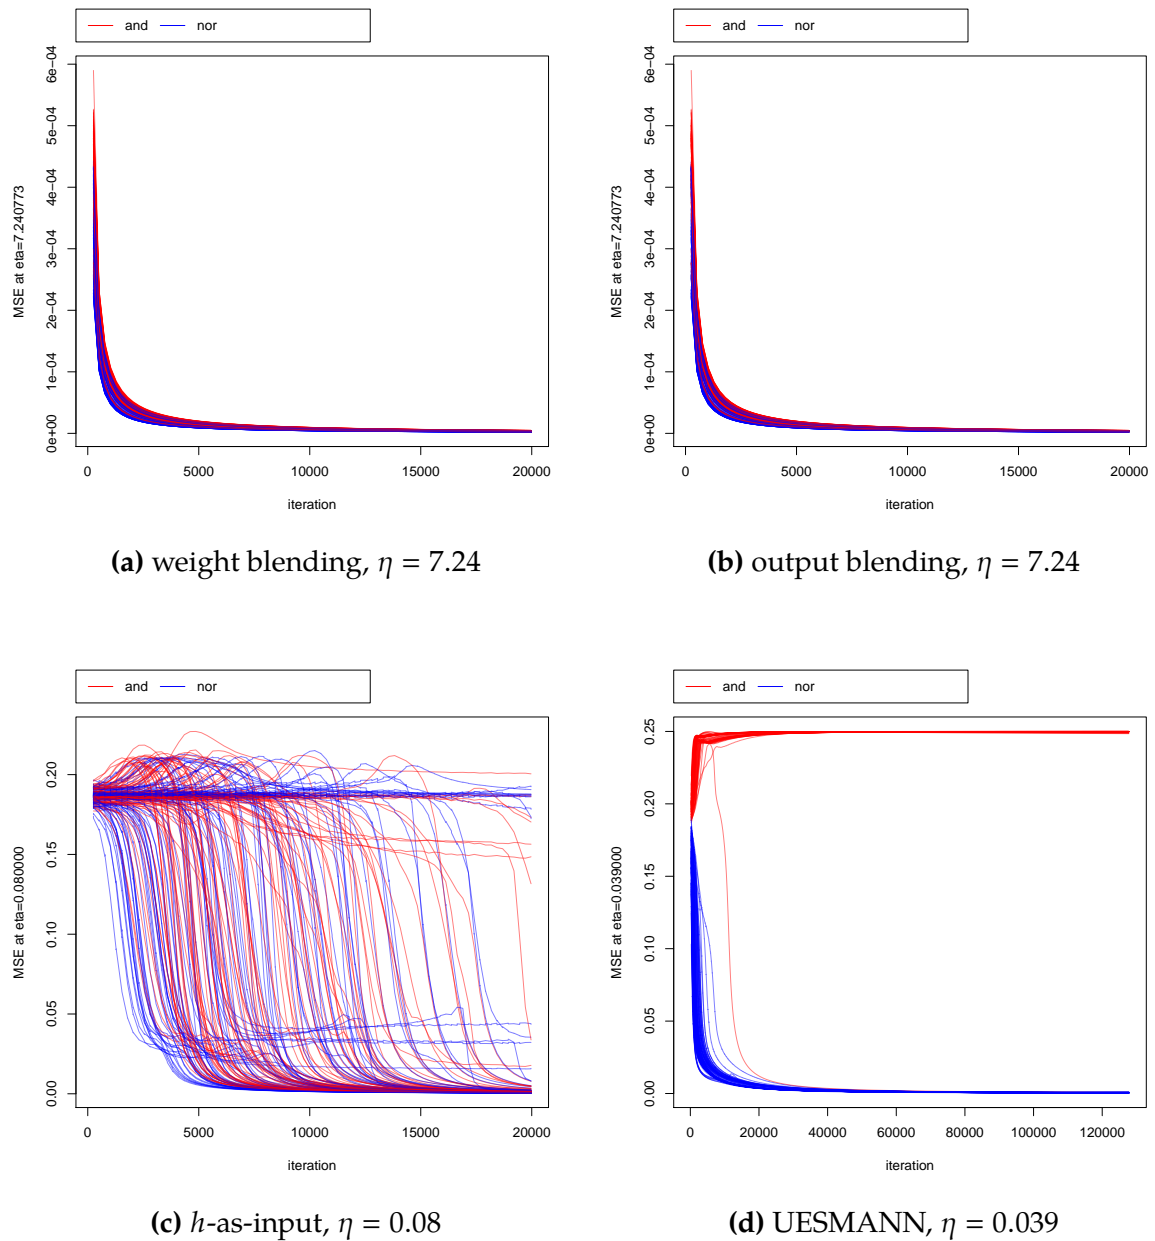 and nor
6e−04
5e−04
4e−04
3e−04
2e−04
1e−04
0e+00
MSE at eta=7.240773
0 5000 10000 15000 20000
iteration
(a) weight blending, η = 7.24
and nor
6e−04
5e−04
4e−04
3e−04
2e−04
1e−04
0e+00
MSE at eta=7.240773
0 5000 10000 15000 20000
iteration
(b) output blending, η = 7.24
and nor
0.20
0.15
0.10
0.05
0.00
MSE at eta=0.080000
0 5000 10000 15000 20000
iteration
(c) h-as-input, η = 0.08
and nor
0.25
0.20
0.15
0.10
0.05
0.00
MSE at eta=0.039000
0 20000 40000 60000 80000 100000 120000
iteration
(d) UESMANN, η = 0.039